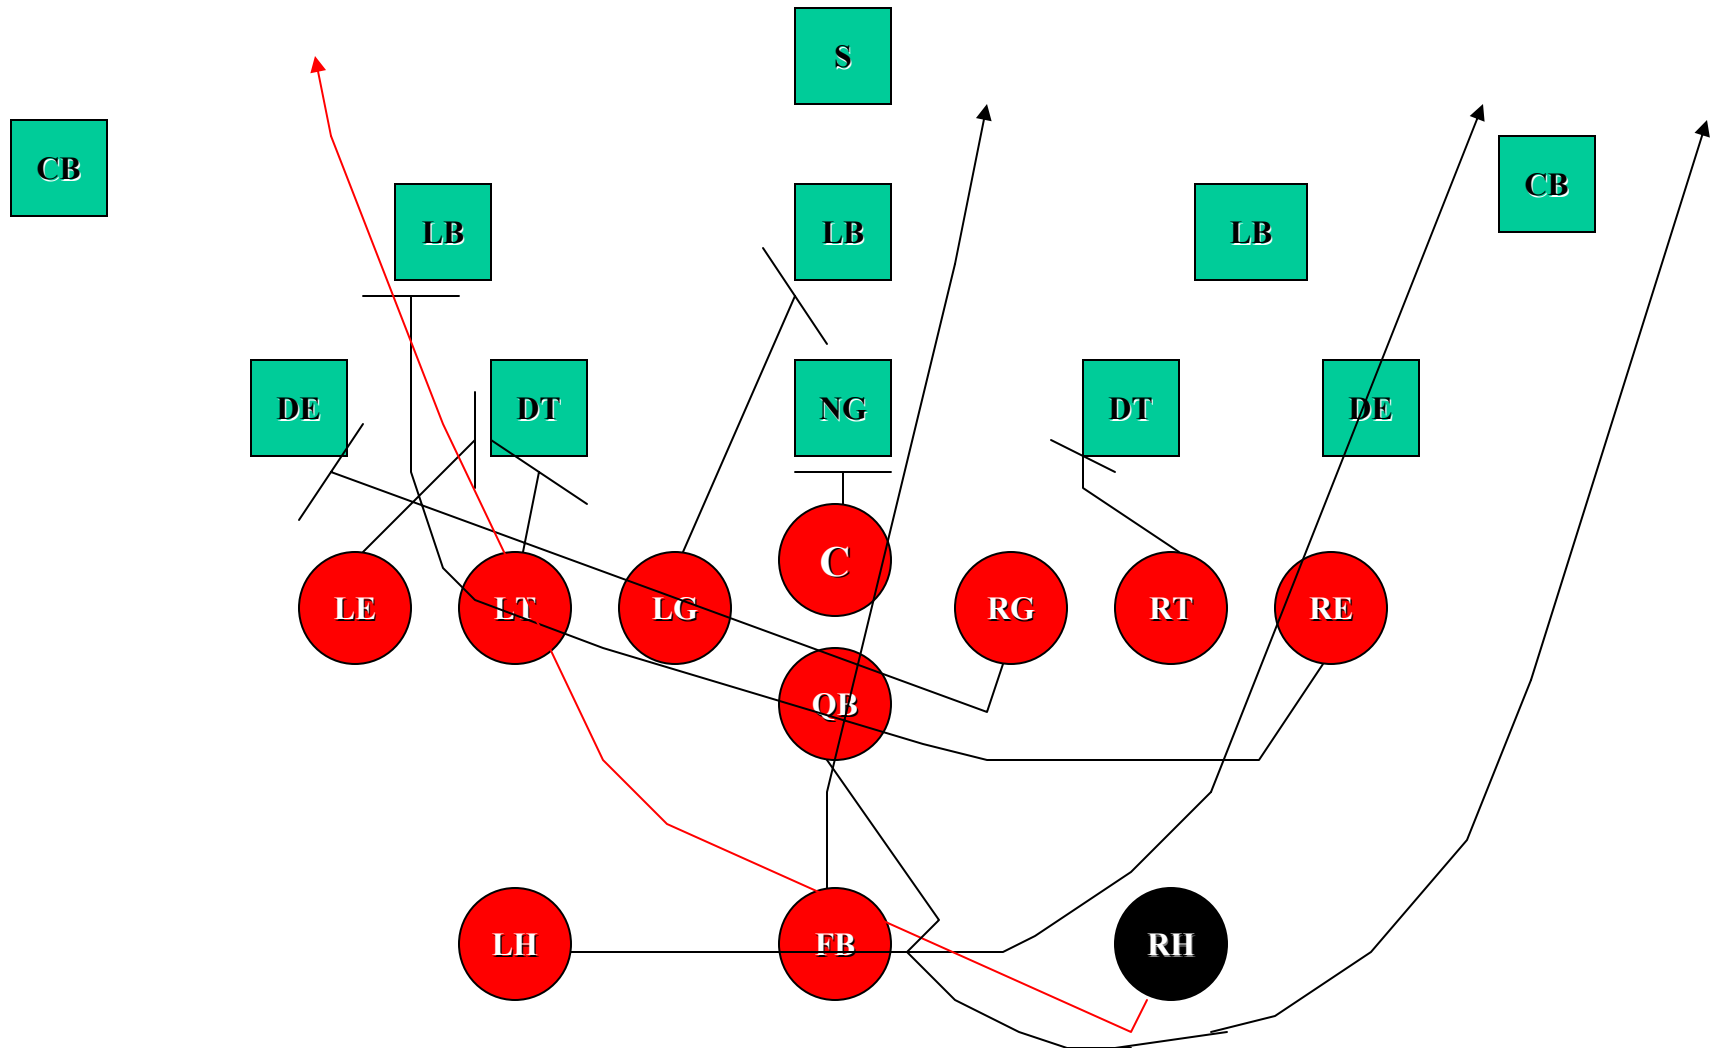 S
CB
CB
LB
LB
LB
DE
DT
NG
DT
DE
C
LE
LT
LG
RG
RT
RE
QB
LH
FB
RH